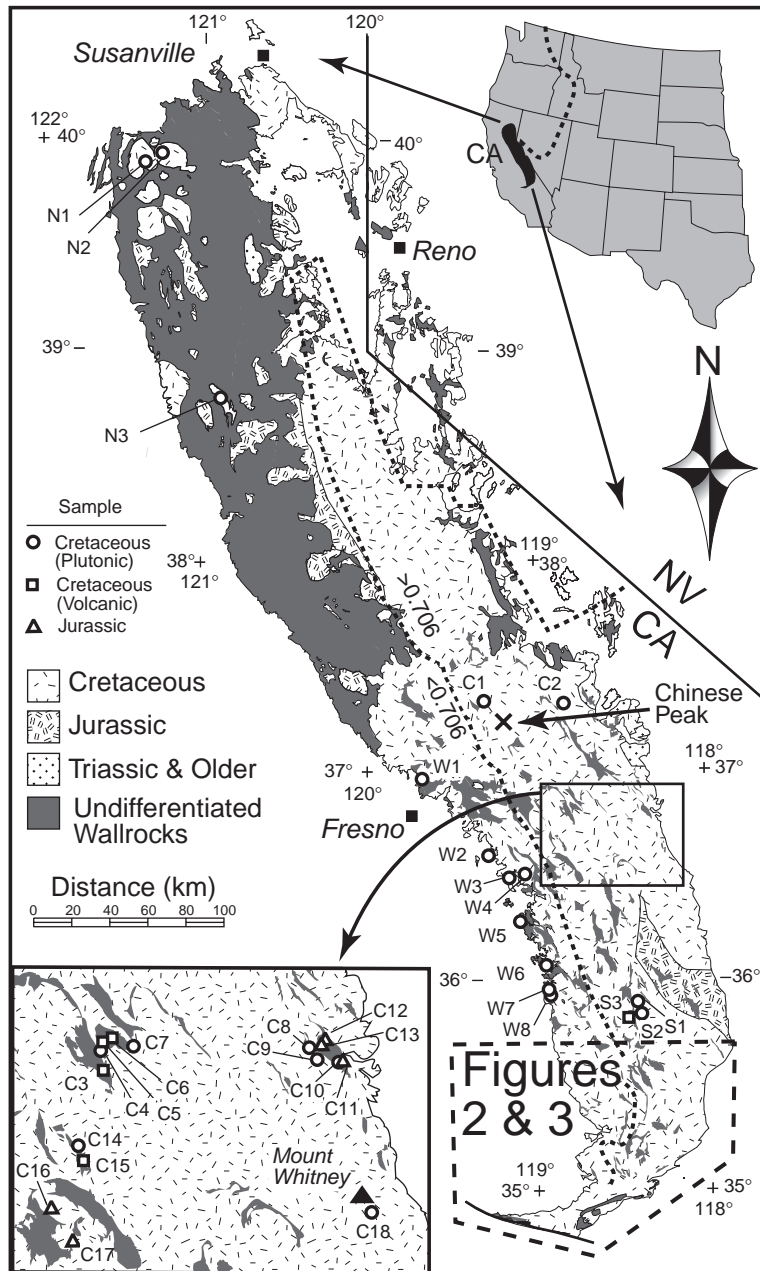 121°
120°
Susanville
122°
+ 40°
40°
CA
N1
N2
Reno
N
39°
39°
N3
Sample
Cretaceous
(Plutonic)
Cretaceous
(Volcanic)
Jurassic
38°+
121°
119°
+38°
NV
CA
>0.706
<0.706
C1
C2
Chinese
Peak
Cretaceous
Jurassic
Triassic & Older
Undifferentiated
Wallrocks
118°
+ 37°
37° +
120°
W1
Fresno
W2
W3
W4
W5
W6
W7
W8
Distance (km)
0 20 40 60 80 100
36°
36°
S3
S1
S2
Figures
2 & 3
119°
35° +
+ 35°
118°
C12
C13
C8
C9
C10
C11
C7
C3
C6
C4
C5
C14
C15
C16
C17
Mount
Whitney
C18